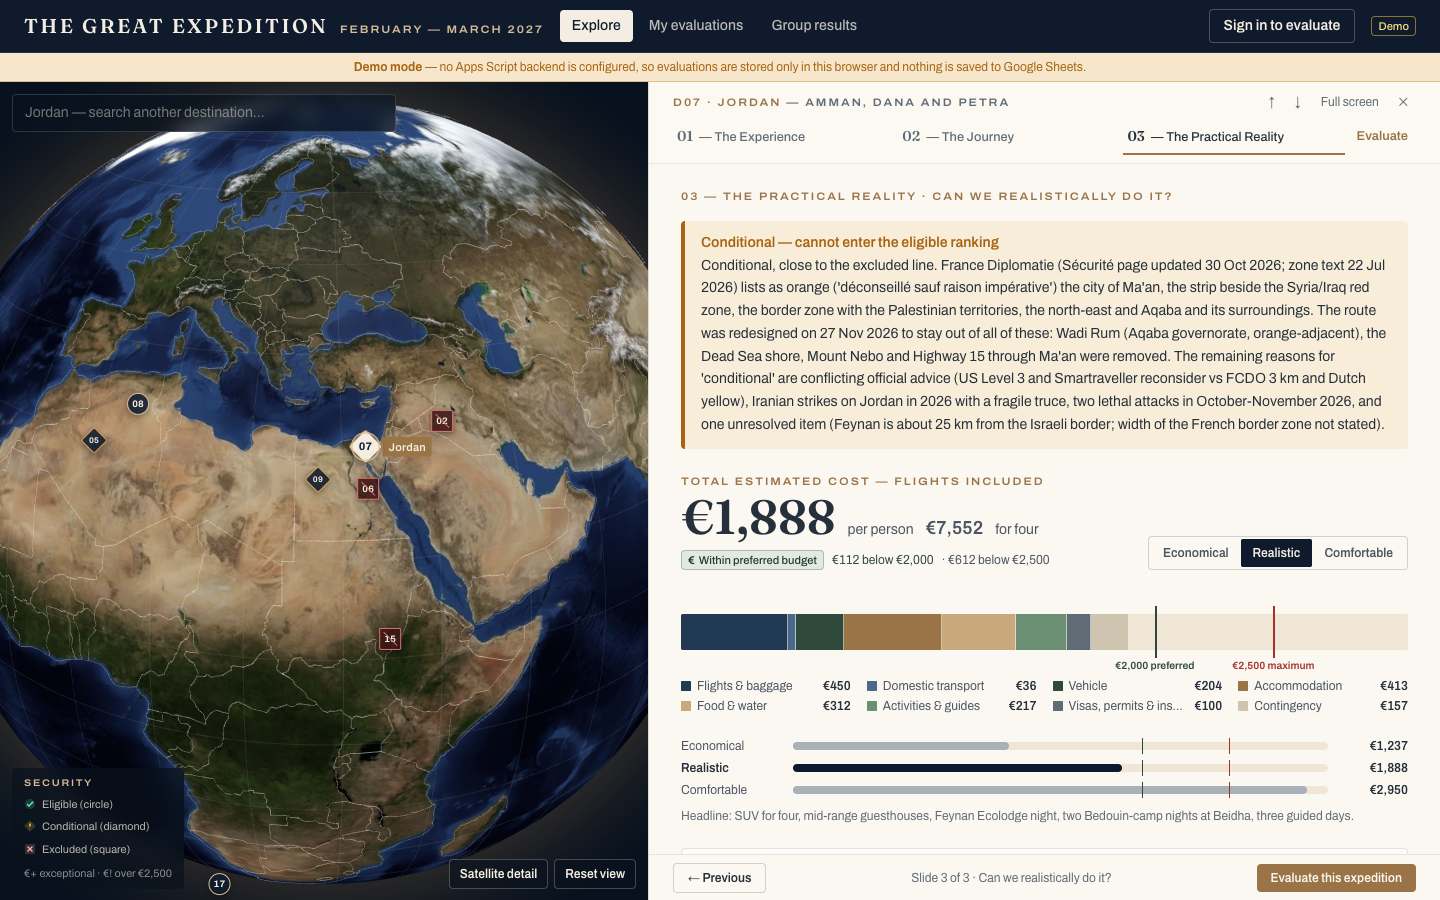 THE GREAT EXPEDITION FEBRUARY — MARCH 2027 Explore My evaluations Group results Sign in to evaluate Demo
Demo mode — no Apps Script backend is configured, so evaluations are stored only in this browser and nothing is saved to Google Sheets.
Jordan — search another destination...
08
05
02
07 Jordan
09
06
15
17
SECURITY
Eligible (circle)
Conditional (diamond)
Excluded (square)
€+ exceptional · €! over €2,500
Satellite detail Reset view
D07 · JORDAN — AMMAN, DANA AND PETRA ↑ ↓ Full screen ×
01 — The Experience 02 — The Journey 03 — The Practical Reality Evaluate
03 — THE PRACTICAL REALITY · CAN WE REALISTICALLY DO IT?
Conditional — cannot enter the eligible ranking
Conditional, close to the excluded line. France Diplomatie (Sécurité page updated 30 Oct 2026; zone text 22 Jul
2026) lists as orange ('déconseillé sauf raison impérative') the city of Ma'an, the strip beside the Syria/Iraq red
zone, the border zone with the Palestinian territories, the north-east and Aqaba and its surroundings. The route
was redesigned on 27 Nov 2026 to stay out of all of these: Wadi Rum (Aqaba governorate, orange-adjacent), the
Dead Sea shore, Mount Nebo and Highway 15 through Ma'an were removed. The remaining reasons for
'conditional' are conflicting official advice (US Level 3 and Smartraveller reconsider vs FCDO 3 km and Dutch
yellow), Iranian strikes on Jordan in 2026 with a fragile truce, two lethal attacks in October-November 2026, and
one unresolved item (Feynan is about 25 km from the Israeli border; width of the French border zone not stated).
TOTAL ESTIMATED COST — FLIGHTS INCLUDED
€1,888 per person €7,552 for four
€ Within preferred budget €112 below €2,000 · €612 below €2,500
Economical Realistic Comfortable
€2,000 preferred €2,500 maximum
Flights & baggage €450 Domestic transport €36 Vehicle €204 Accommodation €413
Food & water €312 Activities & guides €217 Visas, permits & ins... €100 Contingency €157
Economical €1,237
Realistic €1,888
Comfortable €2,950
Headline: SUV for four, mid-range guesthouses, Feynan Ecolodge night, two Bedouin-camp nights at Beidha, three guided days.
← Previous Slide 3 of 3 · Can we realistically do it? Evaluate this expedition